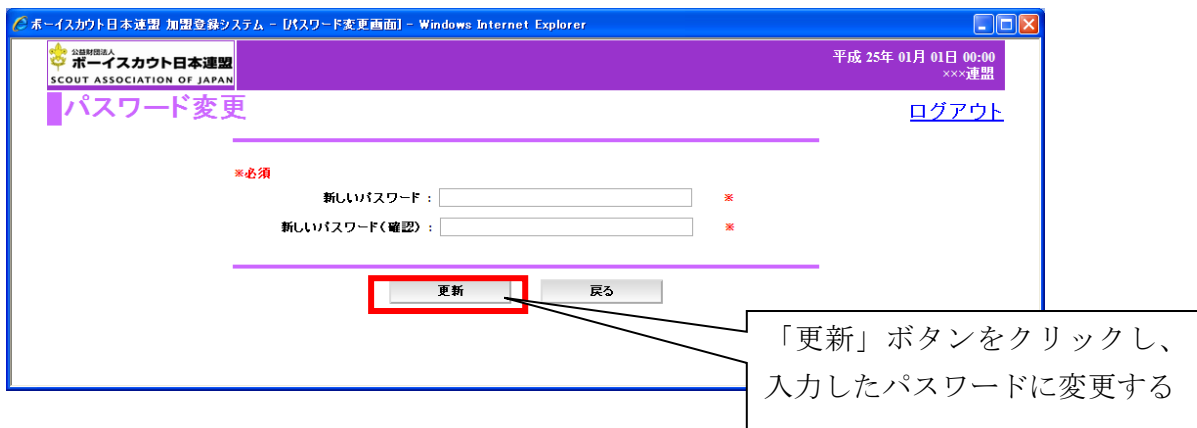 ボーイスカウト日本連盟 加盟登録システム - [パスワード変更画面] - Windows Internet Explorer
公益財団法人
ボーイスカウト日本連盟
SCOUT ASSOCIATION OF JAPAN
平成 25年 01月 01日 00:00
×××連盟
パスワード変更
ログアウト
※必須
新しいパスワード : ※
新しいパスワード(確認) : ※
更新 戻る
「更新」ボタンをクリックし、
入力したパスワードに変更する